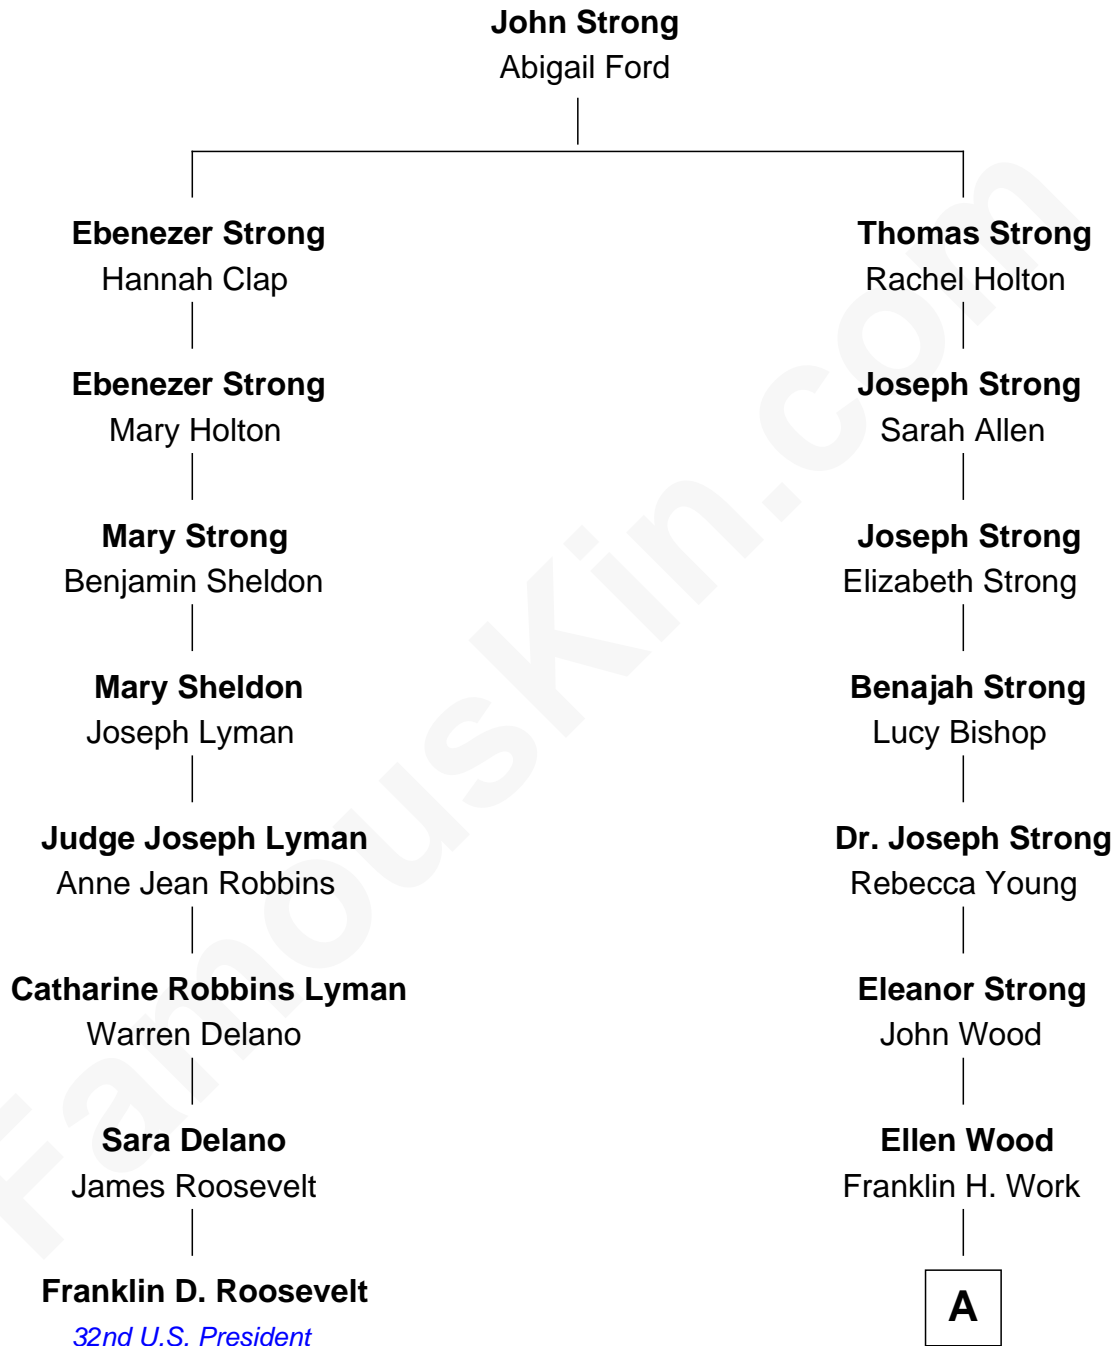 John Strong
Abigail Ford
Ebenezer Strong
Hannah Clap
Thomas Strong
Rachel Holton
Ebenezer Strong
Mary Holton
Joseph Strong
Sarah Allen
Mary Strong
Benjamin Sheldon
Joseph Strong
Elizabeth Strong
Mary Sheldon
Joseph Lyman
Benajah Strong
Lucy Bishop
Judge Joseph Lyman
Anne Jean Robbins
Dr. Joseph Strong
Rebecca Young
Catharine Robbins Lyman
Warren Delano
Eleanor Strong
John Wood
Sara Delano
James Roosevelt
Ellen Wood
Franklin H. Work
Franklin D. Roosevelt
32nd U.S. President
A
FamousKin.com